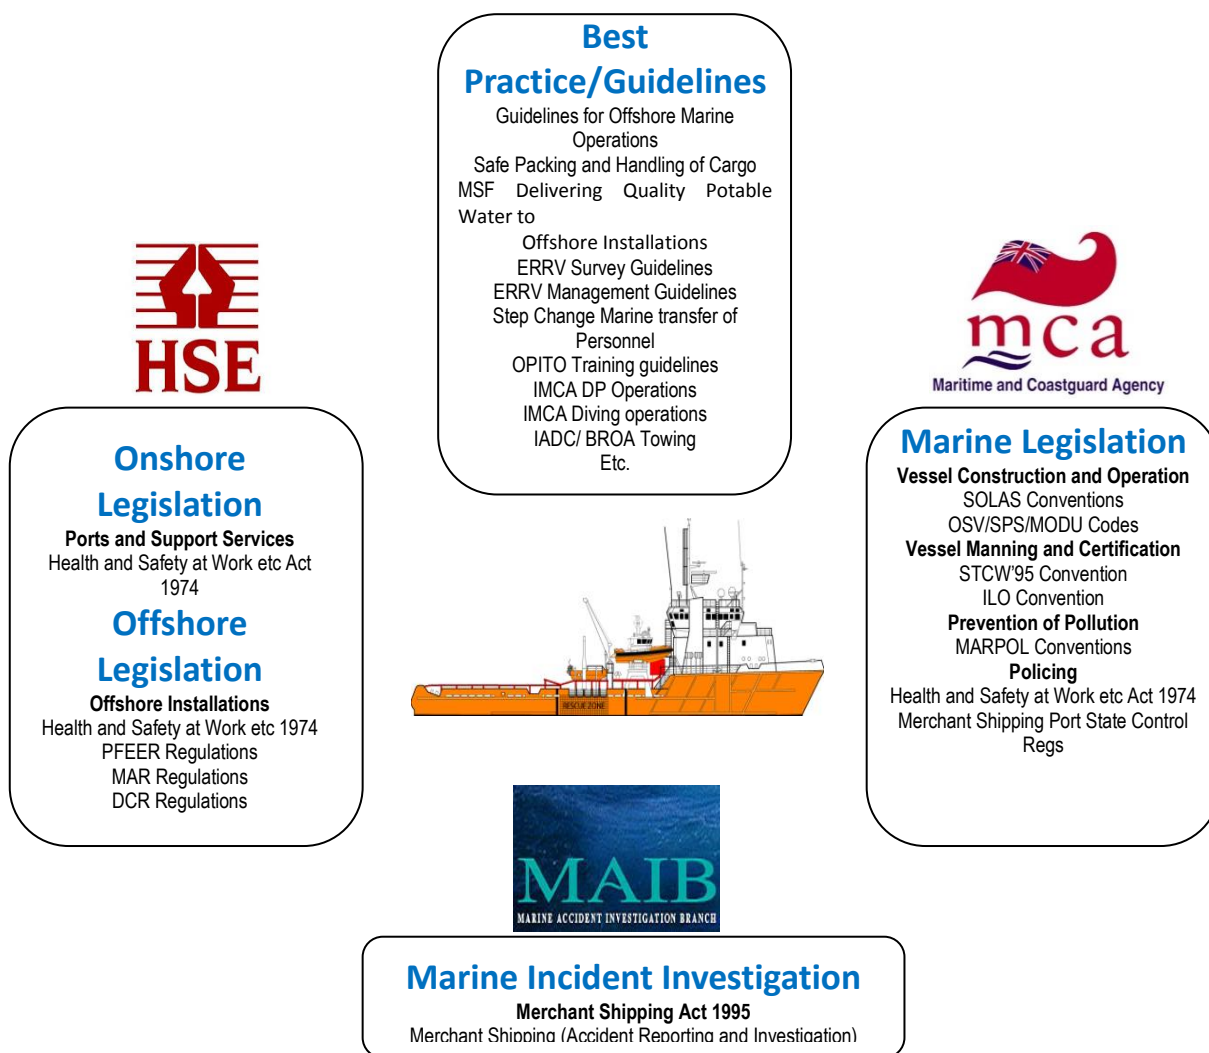 Best
Practice/Guidelines
Guidelines for Offshore Marine
Operations
Safe Packing and Handling of Cargo
MSF Delivering Quality Potable
Water to
Offshore Installations
ERRV Survey Guidelines
ERRV Management Guidelines
Step Change Marine transfer of
Personnel
OPITO Training guidelines
IMCA DP Operations
IMCA Diving operations
IADC/ BROA Towing
Etc.
HSE
Onshore
Legislation
Ports and Support Services
Health and Safety at Work etc Act
1974
Offshore
Legislation
Offshore Installations
Health and Safety at Work etc 1974
PFEER Regulations
MAR Regulations
DCR Regulations
mca
Maritime and Coastguard Agency
Marine Legislation
Vessel Construction and Operation
SOLAS Conventions
OSV/SPS/MODU Codes
Vessel Manning and Certification
STCW'95 Convention
ILO Convention
Prevention of Pollution
MARPOL Conventions
Policing
Health and Safety at Work etc Act 1974
Merchant Shipping Port State Control
Regs
RESCUE ZONE
MAIB
MARINE ACCIDENT INVESTIGATION BRANCH
Marine Incident Investigation
Merchant Shipping Act 1995
Merchant Shipping (Accident Reporting and Investigation)